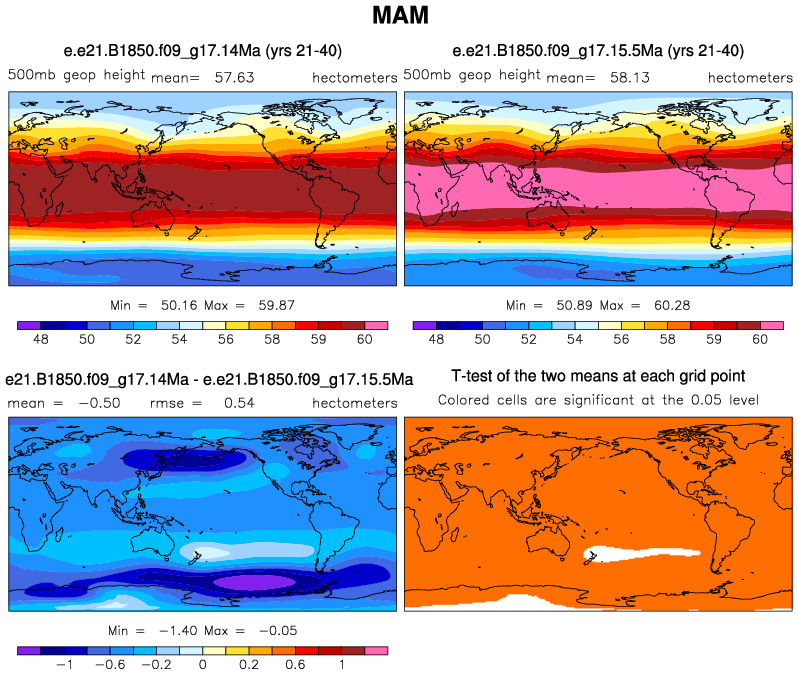 MAM
e.e21.B1850.f09_g17.14Ma (yrs 21-40)
500mb geop height mean= 57.63 hectometers
Min = 50.16 Max = 59.87
48 50 52 54 56 58 59 60
e.e21.B1850.f09_g17.15.5Ma (yrs 21-40)
500mb geop height mean= 58.13 hectometers
Min = 50.89 Max = 60.28
48 50 52 54 56 58 59 60
e21.B1850.f09_g17.14Ma - e.e21.B1850.f09_g17.15.5Ma
mean = -0.50 rmse = 0.54 hectometers
Min = -1.40 Max = -0.05
-1 -0.6 -0.2 0 0.2 0.6 1
T-test of the two means at each grid point
Colored cells are significant at the 0.05 level